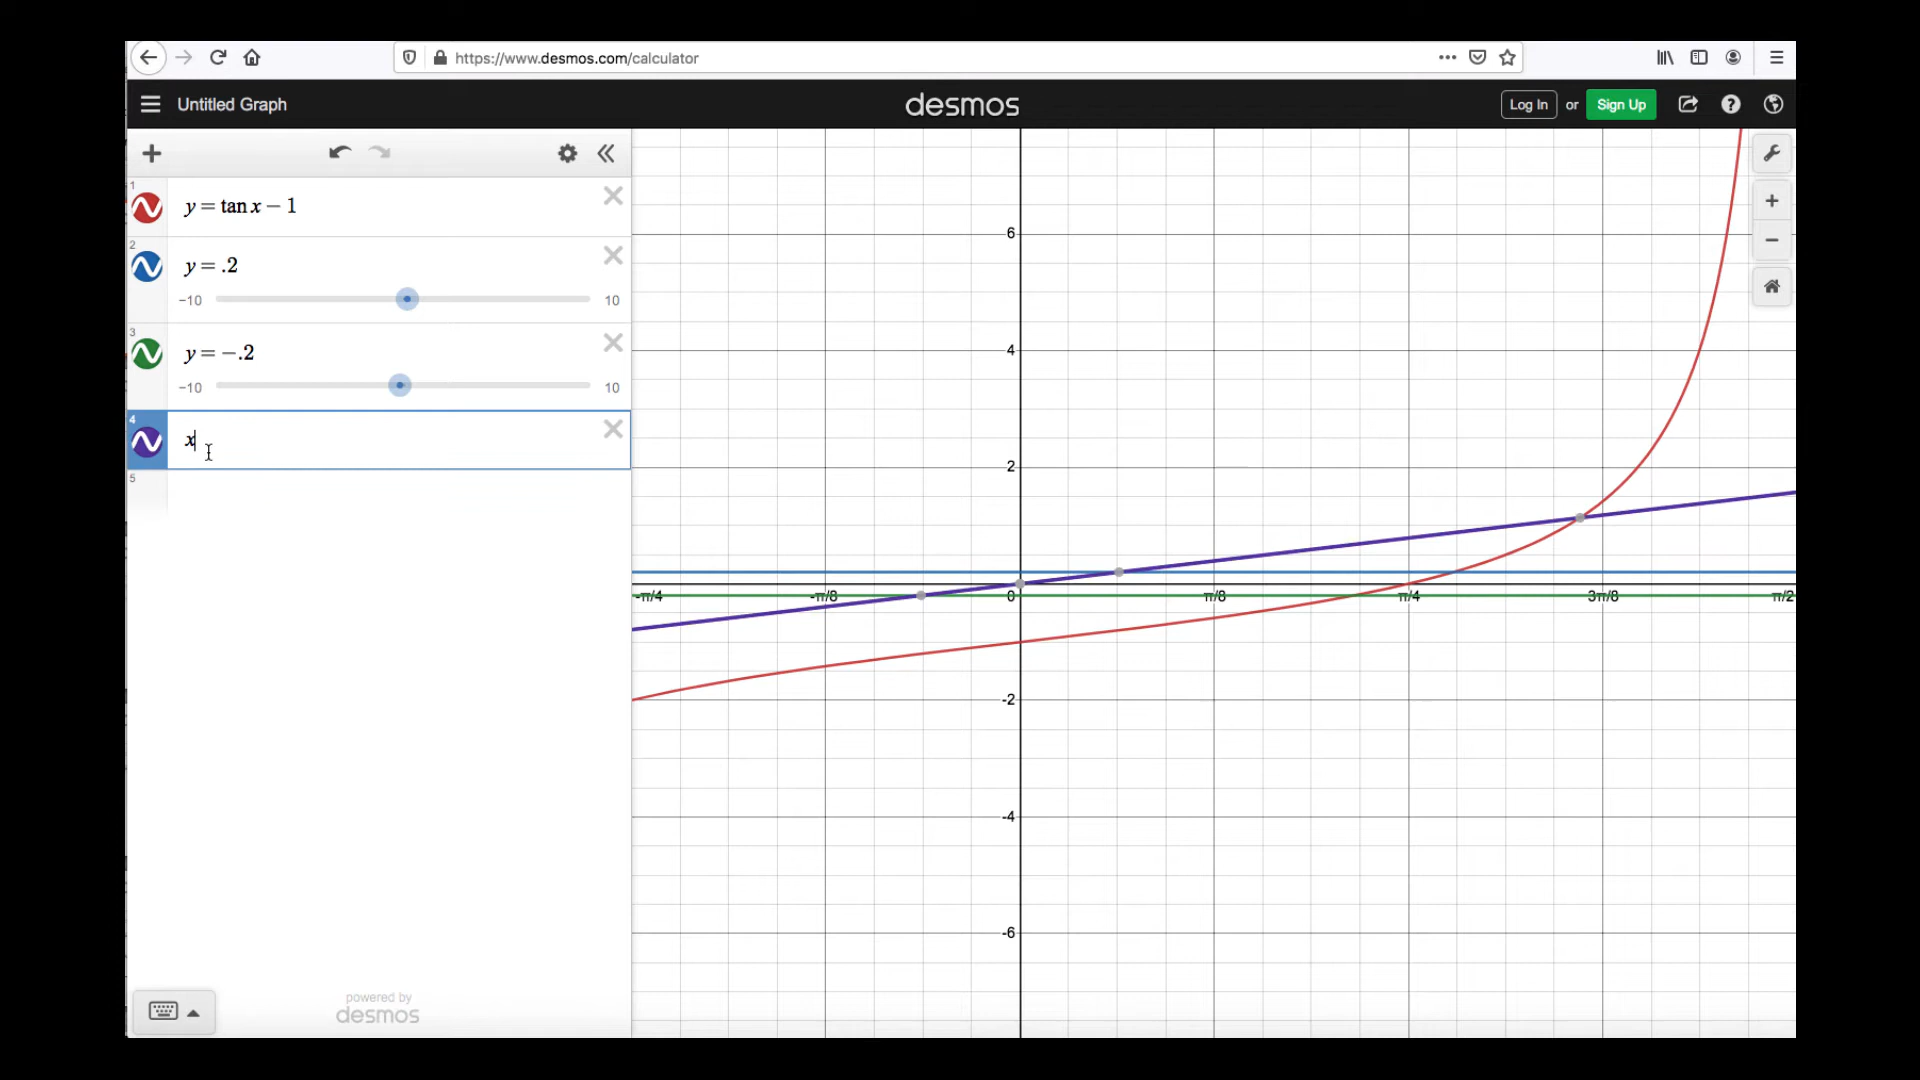 https://www.desmos.com/calculator
Untitled Graph
desmos
Log In or Sign Up
1
y = tan x − 1
2
y = .2
−10 10
3
y = −.2
−10 10
4
x
5
powered by
desmos
6
4
2
-π/4 -π/8 0 π/8 π/4 3π/8 π/2
-2
-4
-6